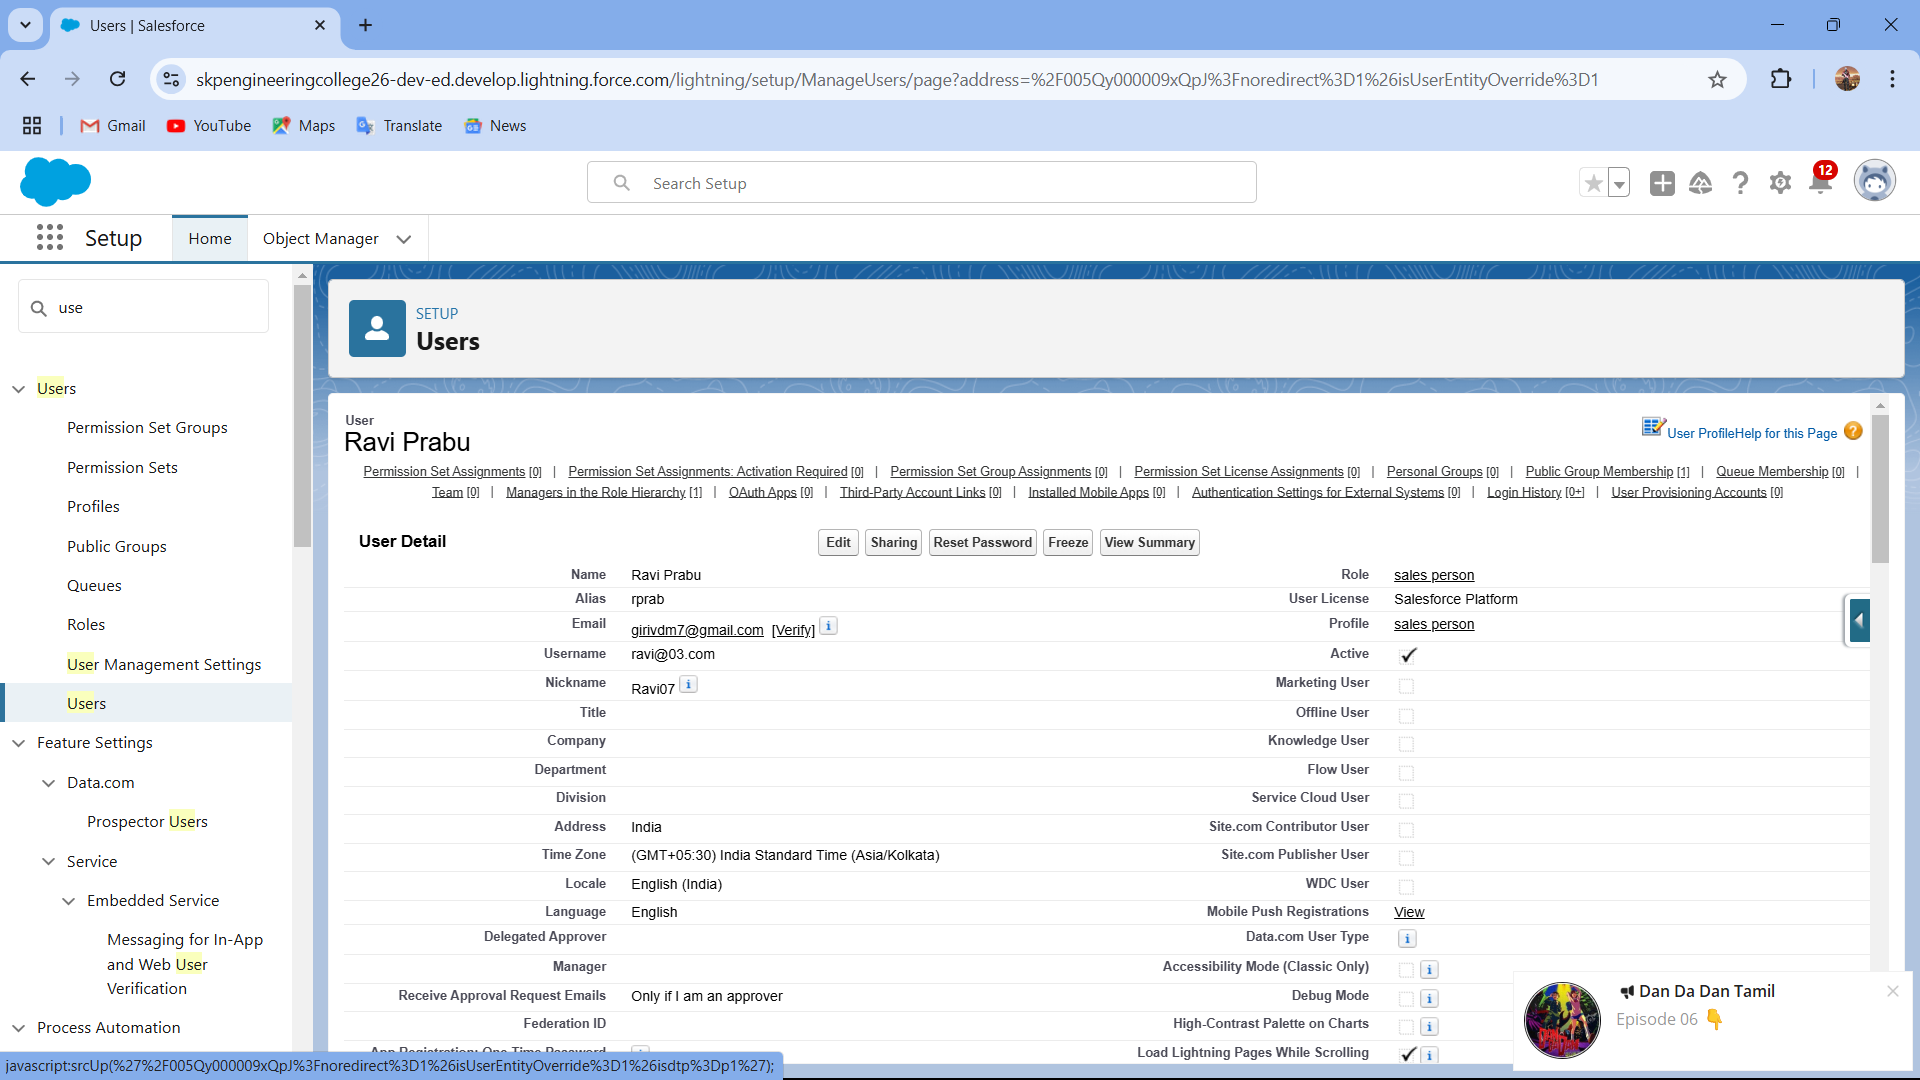 Users | Salesforce
skpengineeringcollege26-dev-ed.develop.lightning.force.com/lightning/setup/ManageUsers/page?address=%2F005Qy000009xQpJ%3Fnoredirect%3D1%26isUserEntityOverride%3D1
Gmail YouTube Maps Translate News
Search Setup
12
Setup Home Object Manager
use
Users
Permission Set Groups
Permission Sets
Profiles
Public Groups
Queues
Roles
User Management Settings
Users
Feature Settings
Data.com
Prospector Users
Service
Embedded Service
Messaging for In-App
and Web User
Verification
Process Automation
SETUP
Users
User
Ravi Prabu
User Profile Help for this Page
Permission Set Assignments [0] | Permission Set Assignments: Activation Required [0] | Permission Set Group Assignments [0] | Permission Set License Assignments [0] | Personal Groups [0] | Public Group Membership [1] | Queue Membership [0] |
Team [0] | Managers in the Role Hierarchy [1] | OAuth Apps [0] | Third-Party Account Links [0] | Installed Mobile Apps [0] | Authentication Settings for External Systems [0] | Login History [0+] | User Provisioning Accounts [0]
User Detail Edit Sharing Reset Password Freeze View Summary
Name Ravi Prabu Role sales person
Alias rprab User License Salesforce Platform
Email girivdm7@gmail.com [Verify] i Profile sales person
Username ravi@03.com Active
Nickname Ravi07 i Marketing User
Title Offline User
Company Knowledge User
Department Flow User
Division Service Cloud User
Address India Site.com Contributor User
Time Zone (GMT+05:30) India Standard Time (Asia/Kolkata) Site.com Publisher User
Locale English (India) WDC User
Language English Mobile Push Registrations View
Delegated Approver Data.com User Type i
Manager Accessibility Mode (Classic Only) i
Receive Approval Request Emails Only if I am an approver Debug Mode i
Federation ID High-Contrast Palette on Charts i
App Registration: One-Time Password Load Lightning Pages While Scrolling i
Dan Da Dan Tamil
Episode 06 👇
javascript:srcUp(%27%2F005Qy000009xQpJ%3Fnoredirect%3D1%26isUserEntityOverride%3D1%26isdtp%3Dp1%27);